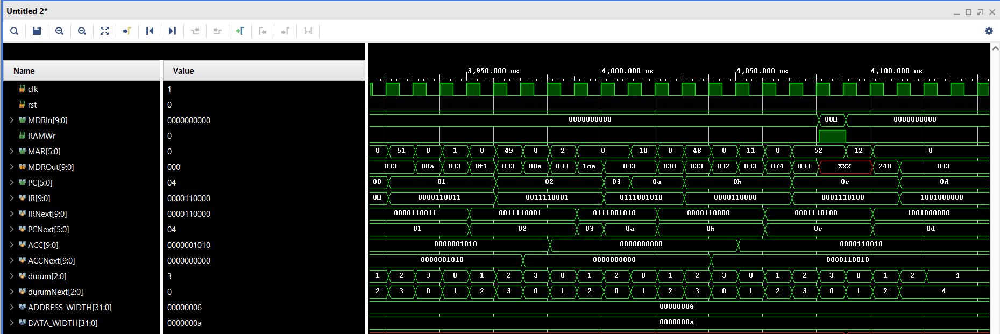 Untitled 2*
Name Value
3,950.000 ns 4,000.000 ns 4,050.000 ns 4,100.000 ns
clk 1
rst 0
MDRIn[9:0] 0000000000 0000000000 00 0000000000
RAMWr 0
MAR[5:0] 0 0 51 0 1 0 49 0 2 0 10 0 48 0 11 0 52 12 0
MDROut[9:0] 000 033 00a 033 0f1 033 00a 033 1ca 033 030 033 032 033 074 033 XXX 240 033
PC[5:0] 04 00 01 02 03 0a 0b 0c 0d
IR[9:0] 0000110000 0 0000110011 0011110001 0111001010 0000110000 0001110100 1001000000
IRNext[9:0] 0000110000 0000110011 0011110001 0111001010 0000110000 0001110100 1001000000
PCNext[5:0] 04 01 02 03 0a 0b 0c 0d
ACC[9:0] 0000001010 0000001010 0000000000 0000110010
ACCNext[9:0] 0000000000 0000001010 0000000000 0000110010
durum[2:0] 3 1 2 3 0 1 2 3 0 1 2 0 1 2 3 0 1 2 3 0 1 2 4
durumNext[2:0] 0 2 3 0 1 2 3 0 1 2 0 1 2 3 0 1 2 3 0 1 2 4
ADDRESS_WIDTH[31:0] 00000006 00000006
DATA_WIDTH[31:0] 0000000a 0000000a